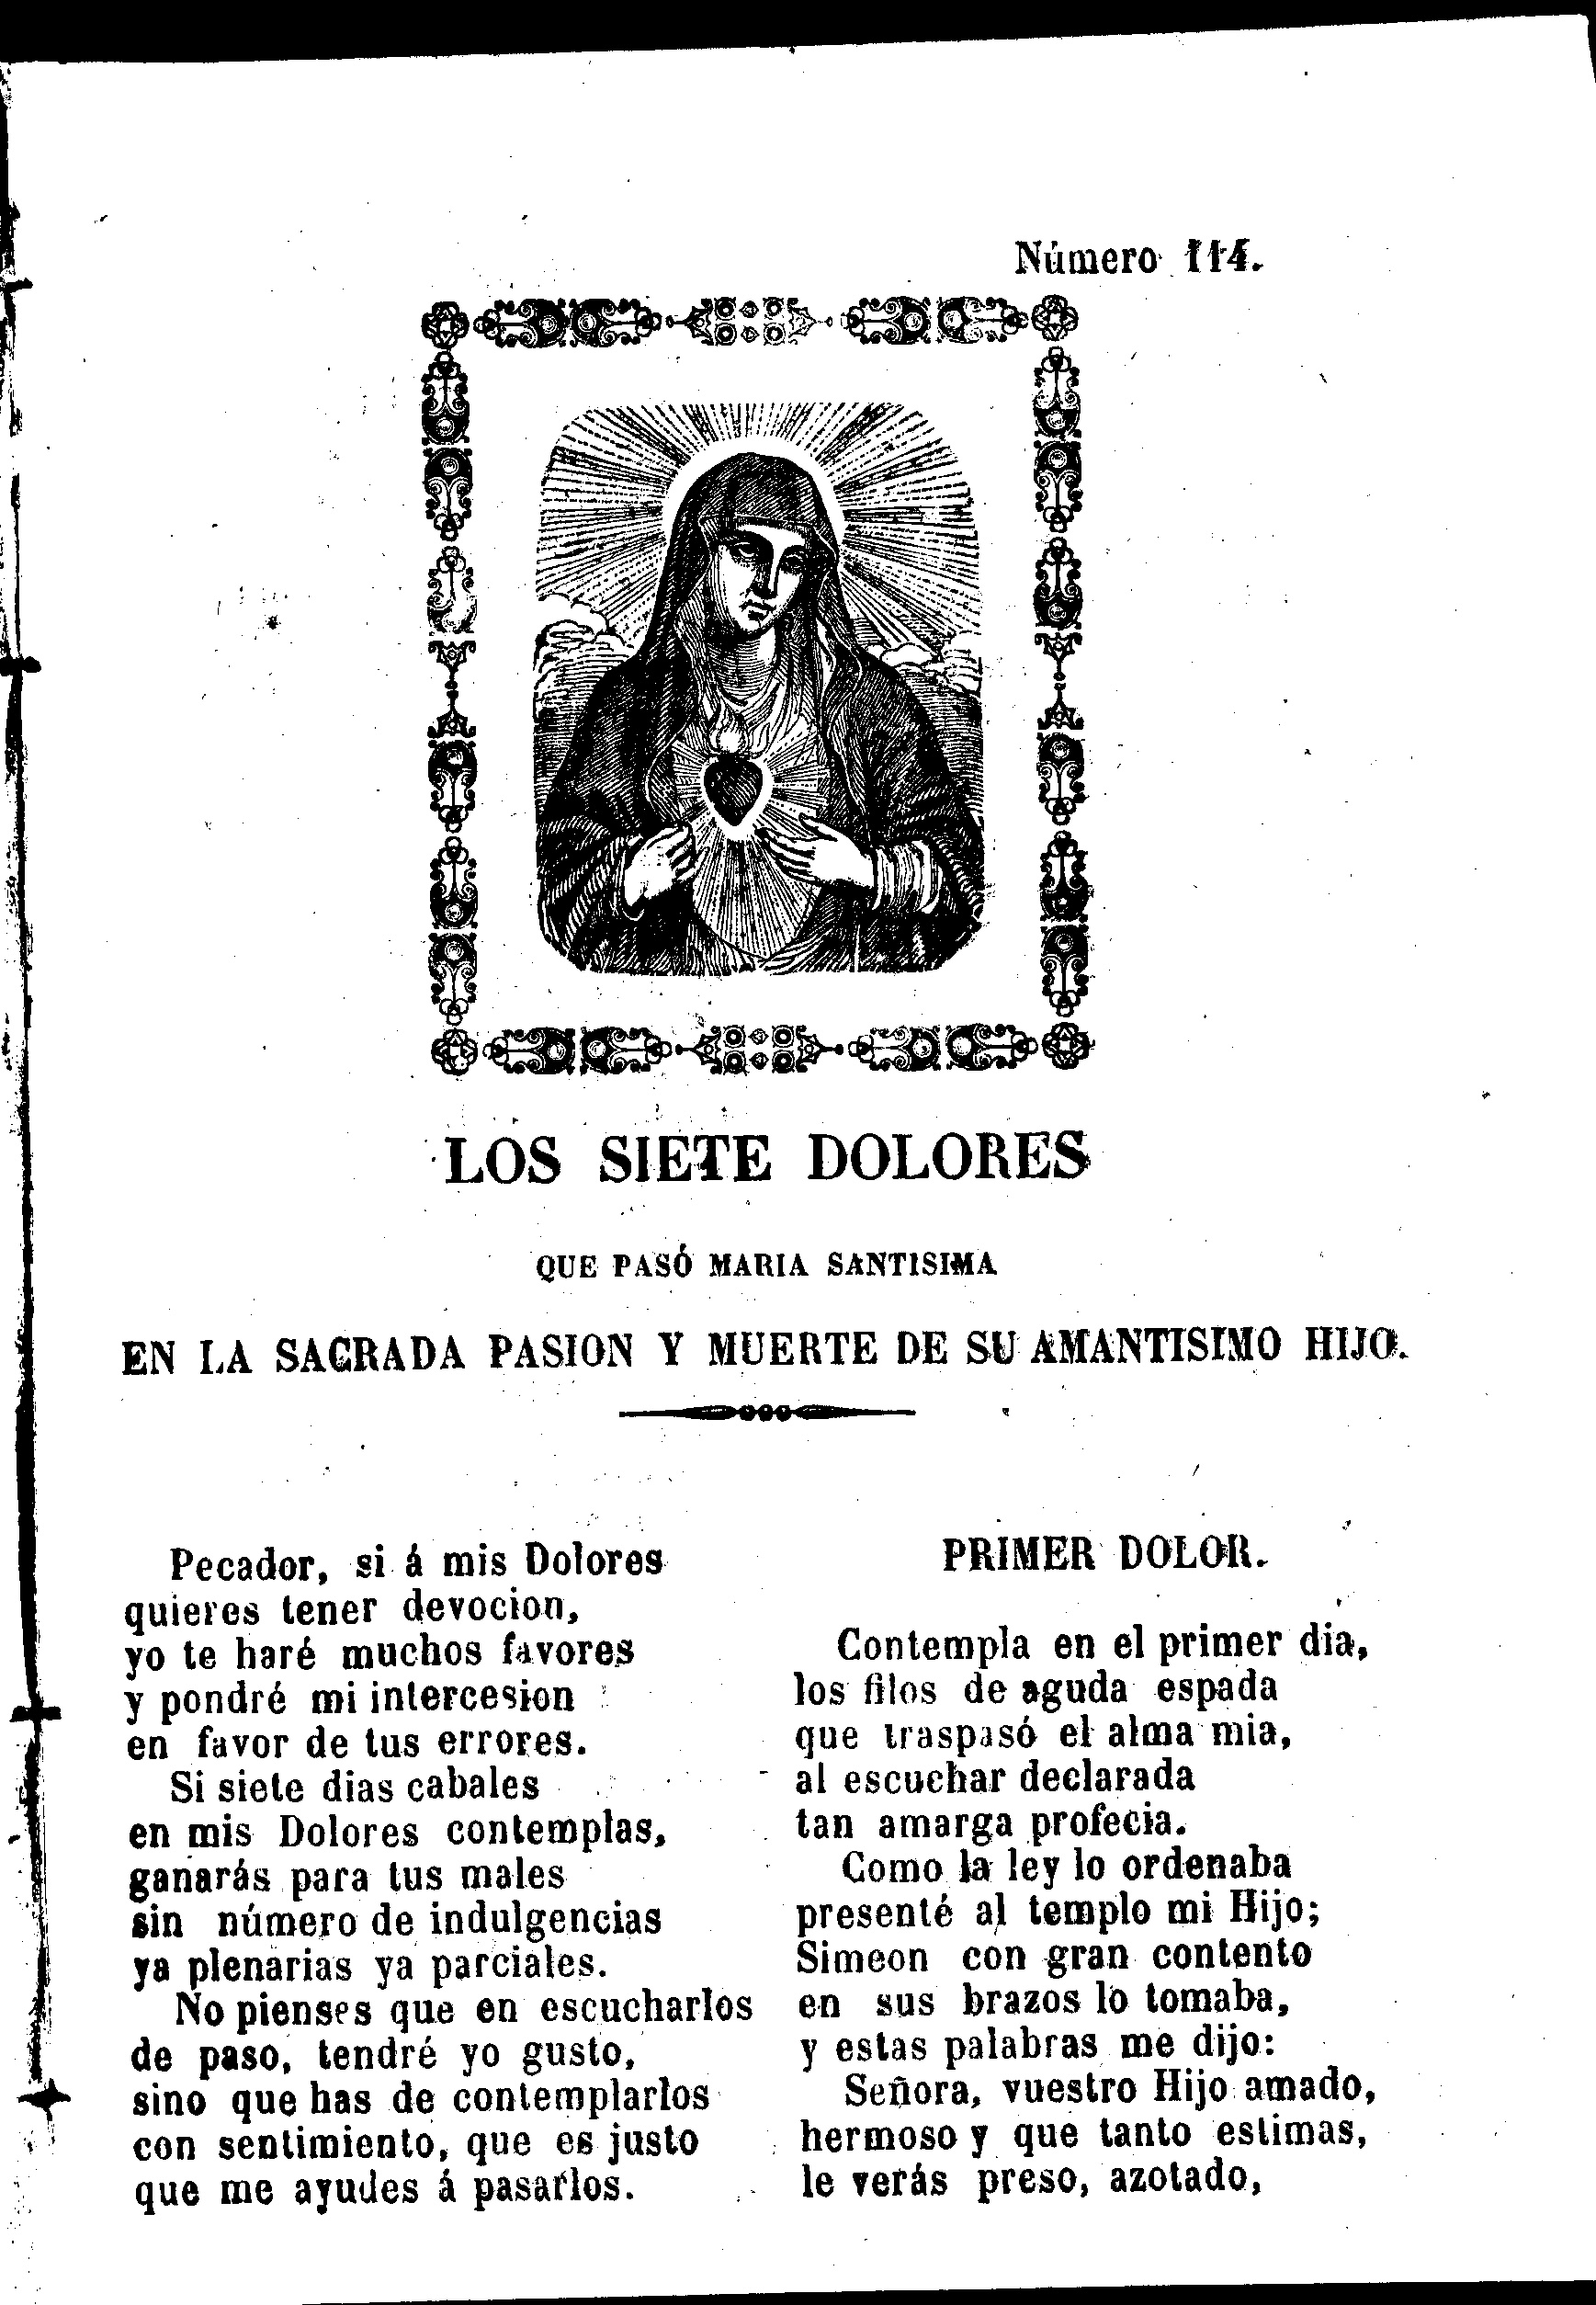 Número 114.
LOS SIETE DOLORES
QUE PASÓ MARIA SANTISIMA
EN LA SAGRADA PASION Y MUERTE DE SU AMANTISIMO HIJO.
Pecador, si á mis Dolores
quieres tener devocion,
yo te haré muchos favores
y pondré mi intercesion
en favor de tus errores.
Si siete dias cabales
en mis Dolores contemplas,
ganarás para tus males
sin número de indulgencias
ya plenarias ya parciales.
No pienses que en escucharlos
de paso, tendré yo gusto,
sino que has de contemplarlos
con sentimiento, que es justo
que me ayudes á pasarlos.
PRIMER DOLOR.
Contempla en el primer dia,
los filos de aguda espada
que traspasó el alma mia,
al escuchar declarada
tan amarga profecia.
Como la ley lo ordenaba
presenté al templo mi Hijo;
Simeon con gran contento
en sus brazos lo tomaba,
y estas palabras me dijo:
Señora, vuestro Hijo amado,
hermoso y que tanto estimas,
le verás preso, azotado,